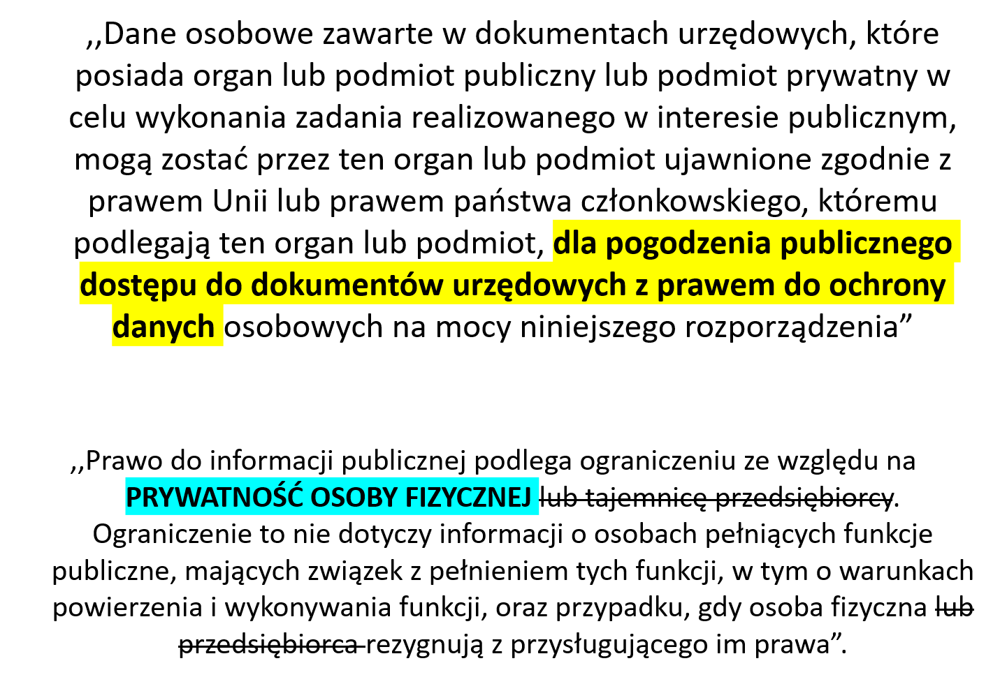 ,,Dane osobowe zawarte w dokumentach urzędowych, które
posiada organ lub podmiot publiczny lub podmiot prywatny w
celu wykonania zadania realizowanego w interesie publicznym,
mogą zostać przez ten organ lub podmiot ujawnione zgodnie z
prawem Unii lub prawem państwa członkowskiego, któremu
podlegają ten organ lub podmiot, dla pogodzenia publicznego
dostępu do dokumentów urzędowych z prawem do ochrony
danych osobowych na mocy niniejszego rozporządzenia”
,,Prawo do informacji publicznej podlega ograniczeniu ze względu na
PRYWATNOŚĆ OSOBY FIZYCZNEJ lub tajemnicę przedsiębiorcy.
Ograniczenie to nie dotyczy informacji o osobach pełniących funkcje
publiczne, mających związek z pełnieniem tych funkcji, w tym o warunkach
powierzenia i wykonywania funkcji, oraz przypadku, gdy osoba fizyczna lub
przedsiębiorca rezygnują z przysługującego im prawa”.